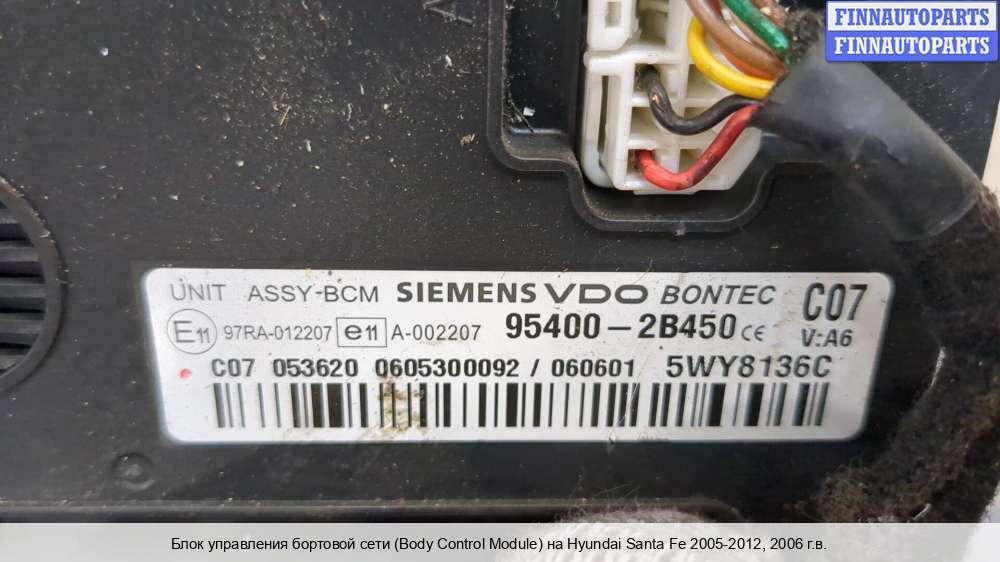 FINNAUTOPARTS
FINNAUTOPARTS
UNIT ASSY-BCM SIEMENS VDO BONTEC C07
E11 97RA-012207 e11 A-002207 95400-2B450 CE V:A6
C07 053620 0605300092 / 060601 5WY8136C
Блок управления бортовой сети (Body Control Module) на Hyundai Santa Fe 2005-2012, 2006 г.в.